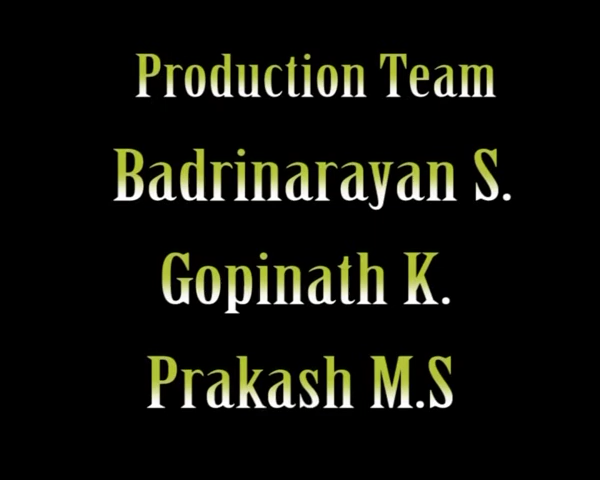 Production Team
Badrinarayan S.
Gopinath K.
Prakash M.S